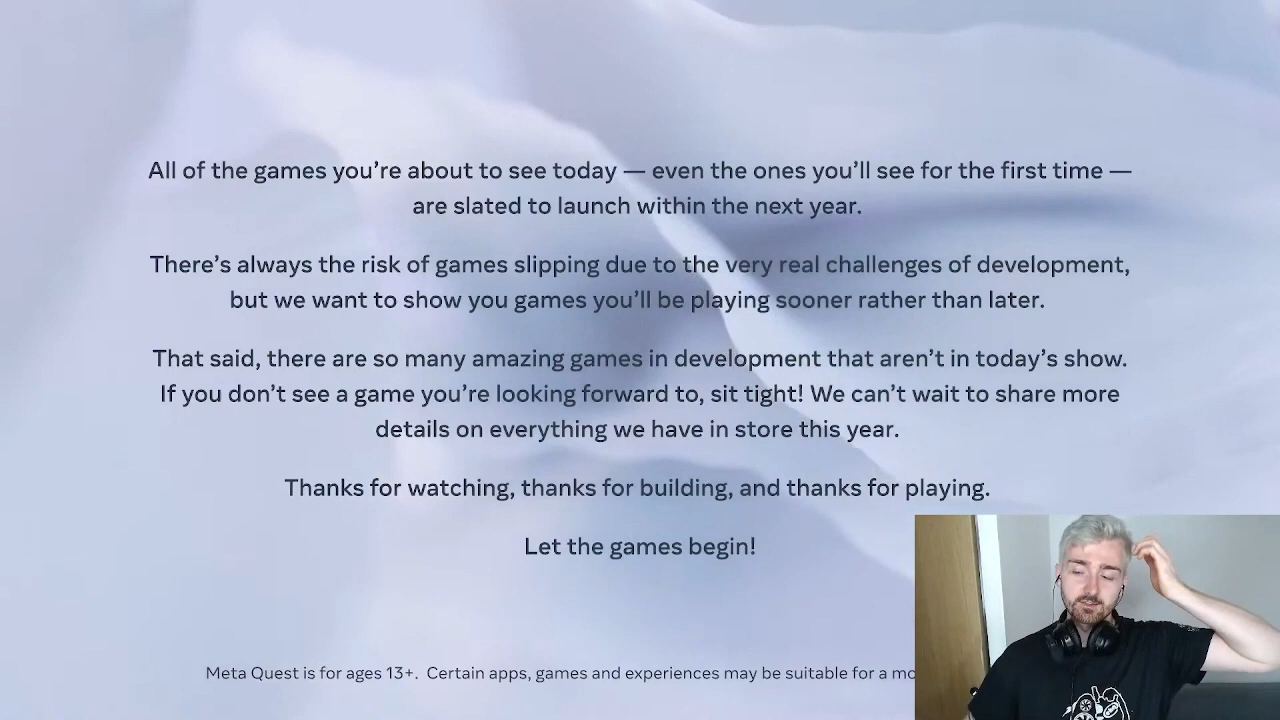 All of the games you’re about to see today — even the ones you’ll see for the first time —
are slated to launch within the next year.
There’s always the risk of games slipping due to the very real challenges of development,
but we want to show you games you’ll be playing sooner rather than later.
That said, there are so many amazing games in development that aren’t in today’s show.
If you don’t see a game you’re looking forward to, sit tight! We can’t wait to share more
details on everything we have in store this year.
Thanks for watching, thanks for building, and thanks for playing.
Let the games begin!
Meta Quest is for ages 13+. Certain apps, games and experiences may be suitable for a mo